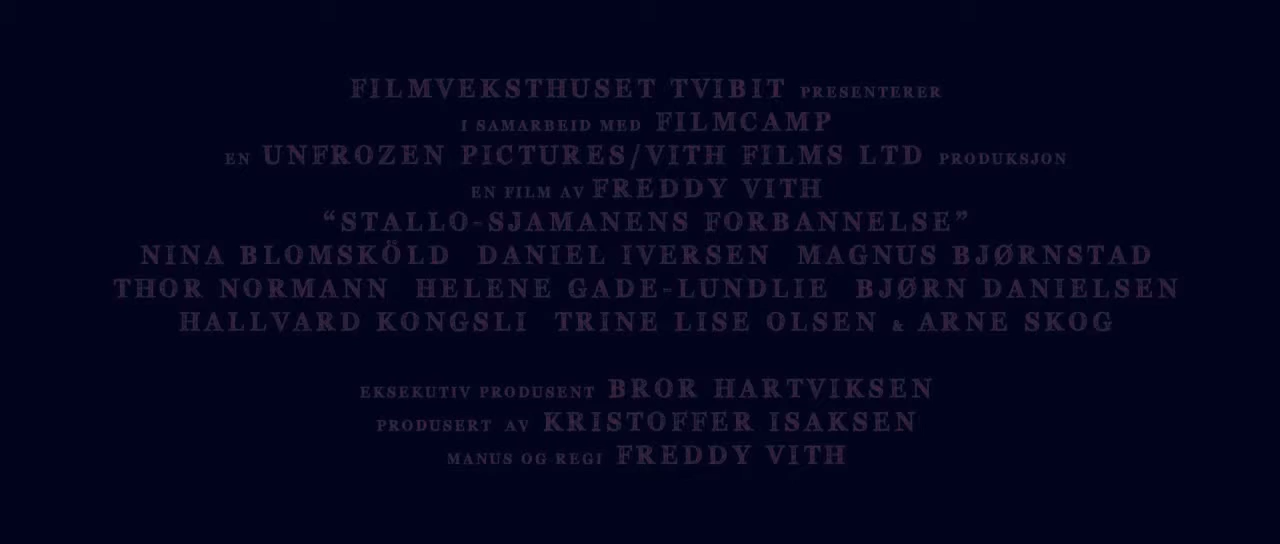 FILMVEKSTHUSET TVIBIT PRESENTERER
I SAMARBEID MED FILMCAMP
EN UNFROZEN PICTURES/VITH FILMS LTD PRODUKSJON
EN FILM AV FREDDY VITH
“STALLO-SJAMANENS FORBANNELSE”
NINA BLOMSKÖLD DANIEL IVERSEN MAGNUS BJØRNSTAD
THOR NORMANN HELENE GADE-LUNDLIE BJØRN DANIELSEN
HALLVARD KONGSLI TRINE LISE OLSEN & ARNE SKOG
EKSEKUTIV PRODUSENT BROR HARTVIKSEN
PRODUSERT AV KRISTOFFER ISAKSEN
MANUS OG REGI FREDDY VITH